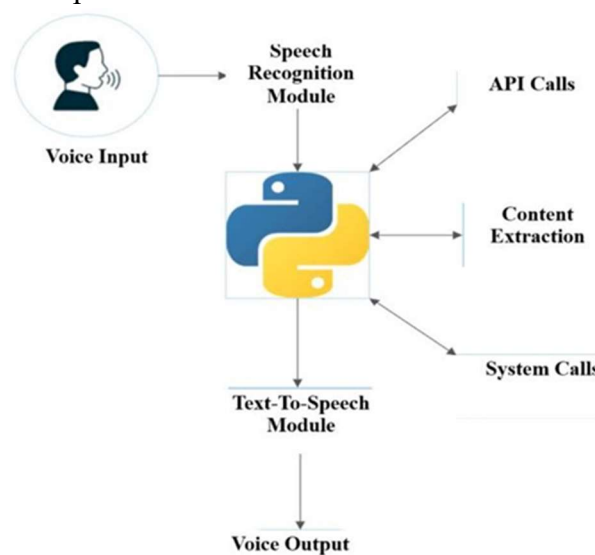 Speech
Recognition
Module
API Calls
Voice Input
Content
Extraction
System Calls
Text-To-Speech
Module
Voice Output